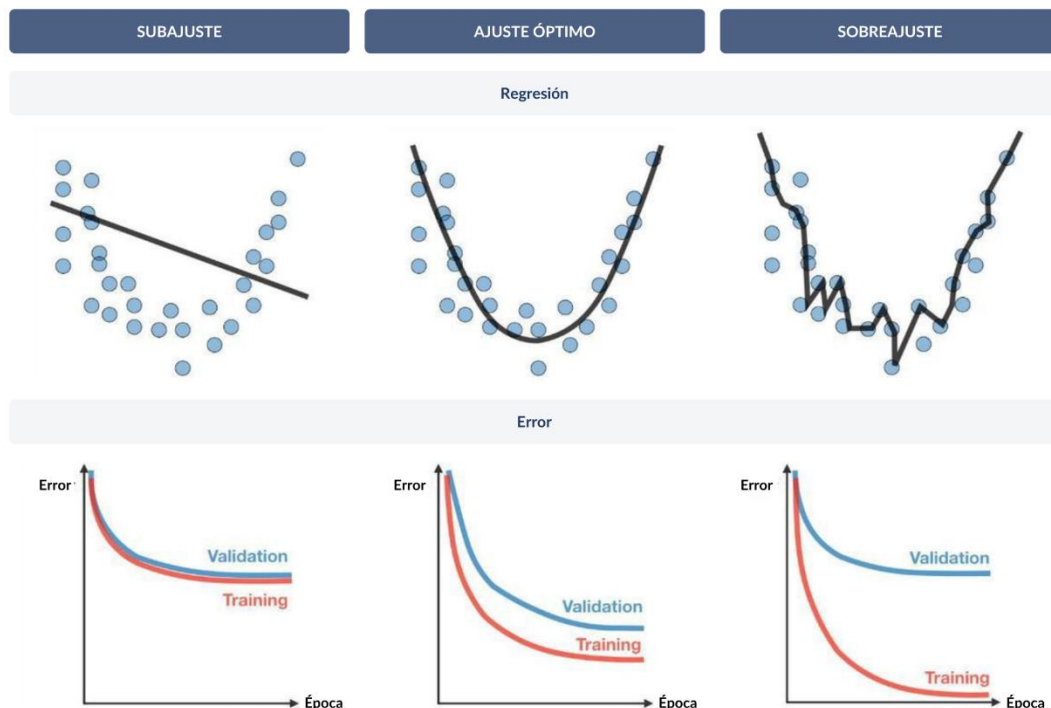 SUBAJUSTE
AJUSTE ÓPTIMO
SOBREAJUSTE
Regresión
Error
Error
Validation
Training
Época
Error
Validation
Training
Época
Error
Validation
Training
Época